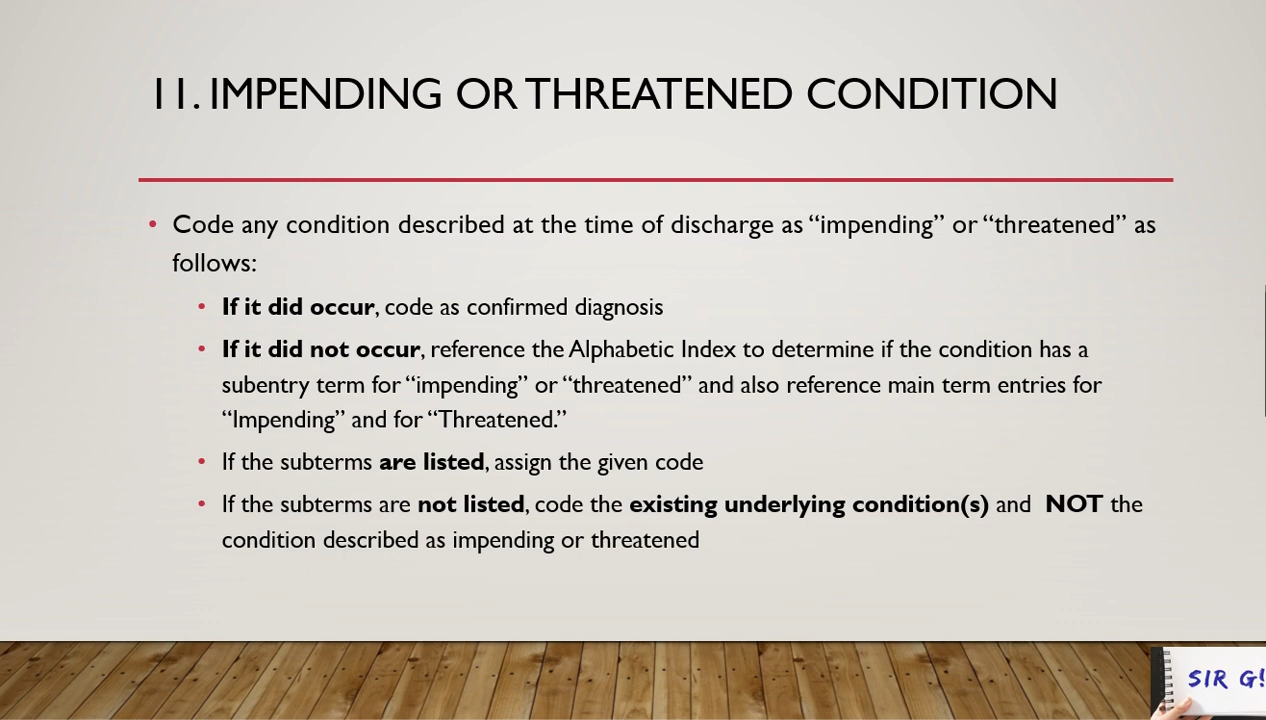 11. IMPENDING OR THREATENED CONDITION
• Code any condition described at the time of discharge as “impending” or “threatened” as
follows:
• If it did occur, code as confirmed diagnosis
• If it did not occur, reference the Alphabetic Index to determine if the condition has a
subentry term for “impending” or “threatened” and also reference main term entries for
“Impending” and for “Threatened.”
• If the subterms are listed, assign the given code
• If the subterms are not listed, code the existing underlying condition(s) and NOT the
condition described as impending or threatened
SIR G!